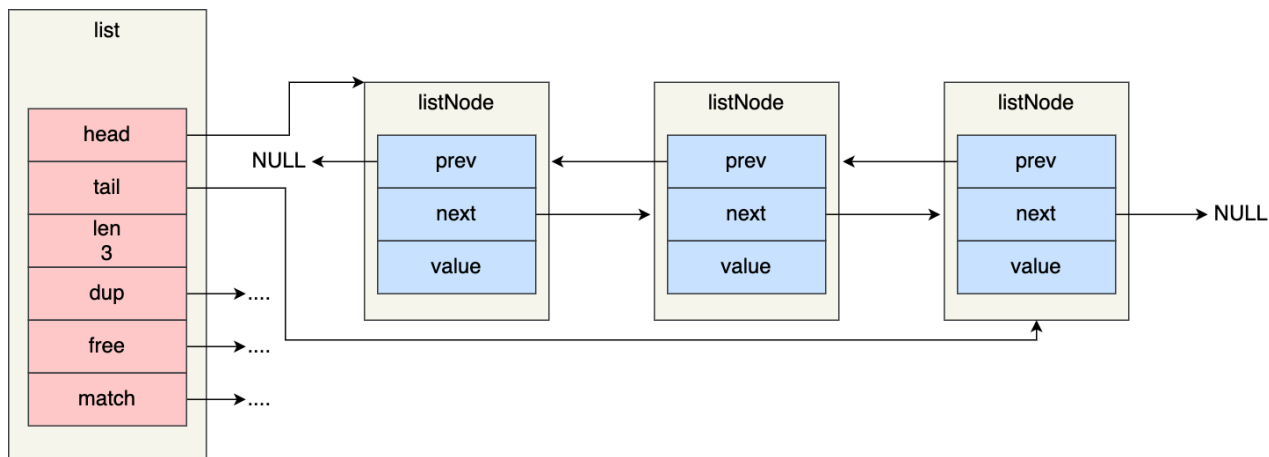 list
head
tail
len
3
dup
....
free
....
match
....
NULL
listNode
prev
next
value
listNode
prev
next
value
listNode
prev
next
value
NULL